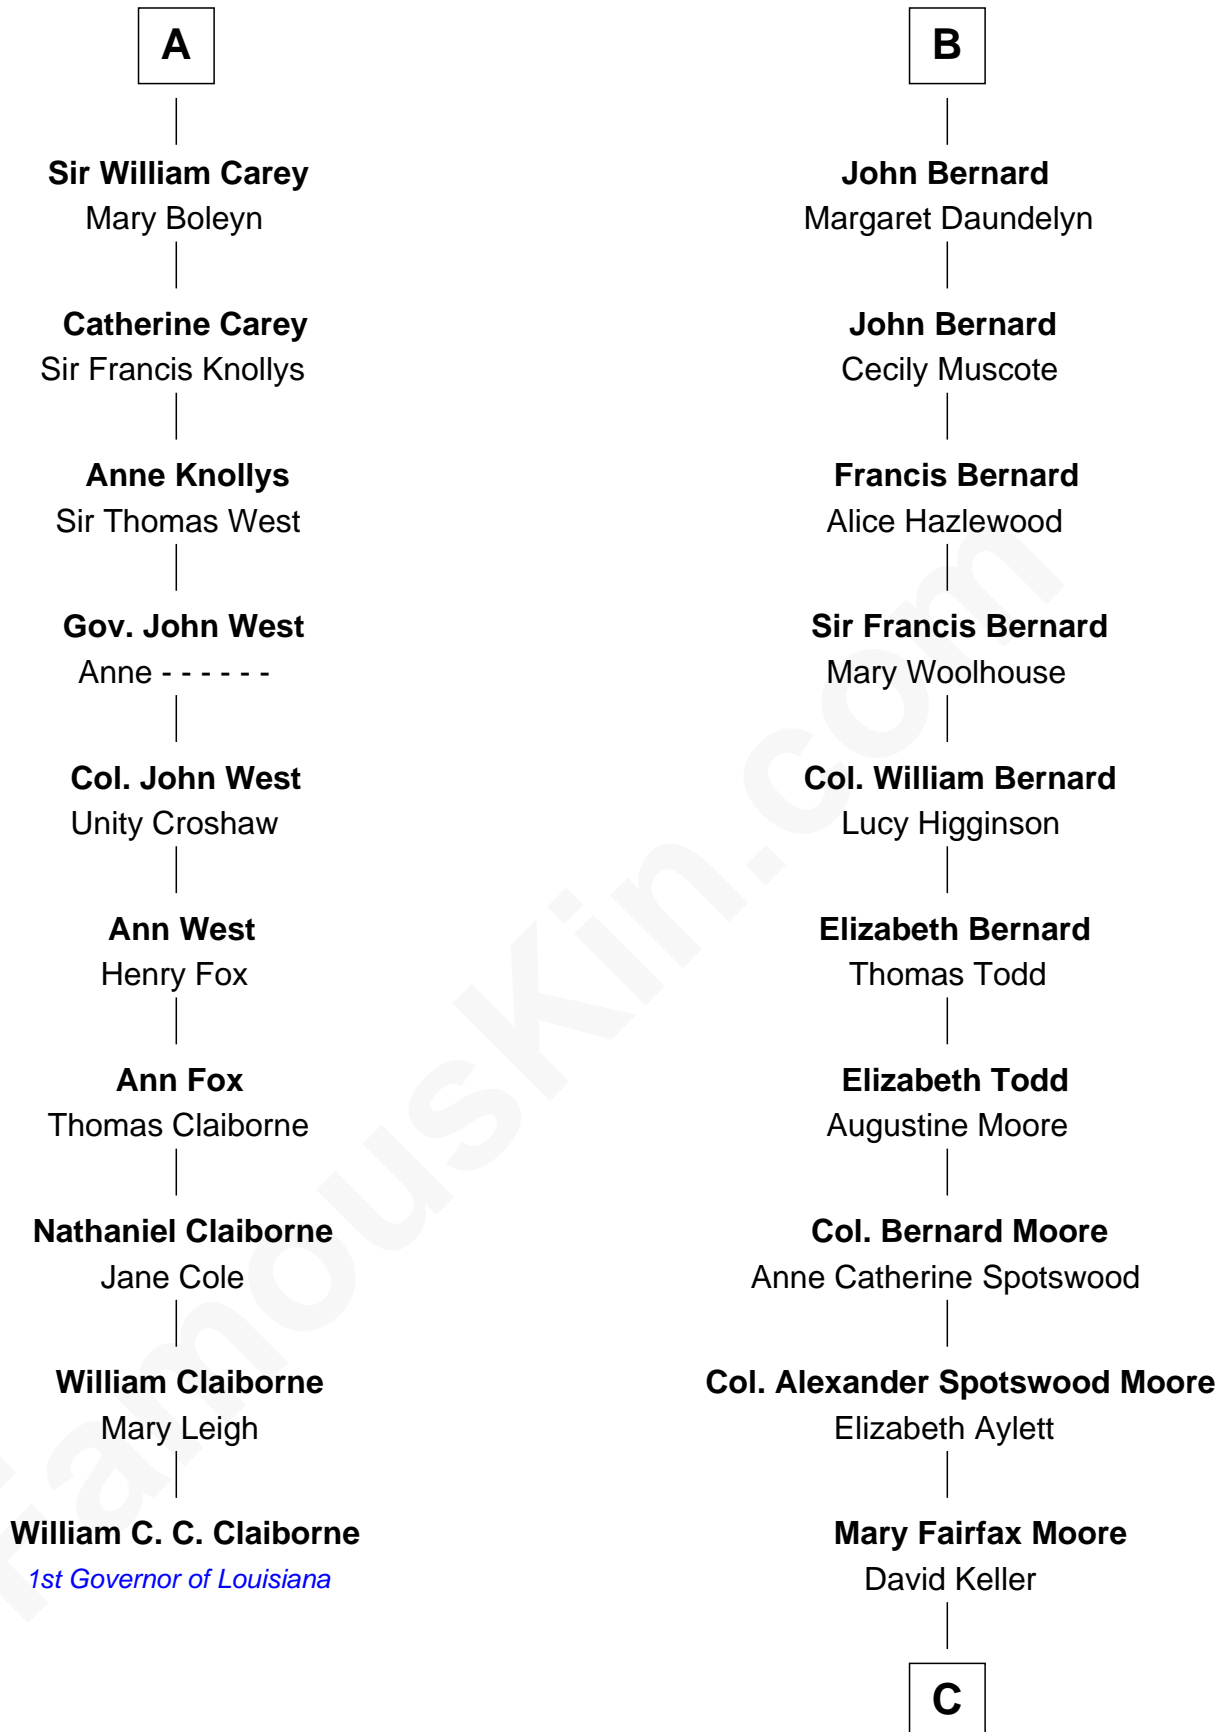 A
Sir William Carey
Mary Boleyn
Catherine Carey
Sir Francis Knollys
Anne Knollys
Sir Thomas West
Gov. John West
Anne - - - - - -
Col. John West
Unity Croshaw
Ann West
Henry Fox
Ann Fox
Thomas Claiborne
Nathaniel Claiborne
Jane Cole
William Claiborne
Mary Leigh
William C. C. Claiborne
1st Governor of Louisiana
B
John Bernard
Margaret Daundelyn
John Bernard
Cecily Muscote
Francis Bernard
Alice Hazlewood
Sir Francis Bernard
Mary Woolhouse
Col. William Bernard
Lucy Higginson
Elizabeth Bernard
Thomas Todd
Elizabeth Todd
Augustine Moore
Col. Bernard Moore
Anne Catherine Spotswood
Col. Alexander Spotswood Moore
Elizabeth Aylett
Mary Fairfax Moore
David Keller
C
FamousKin.com